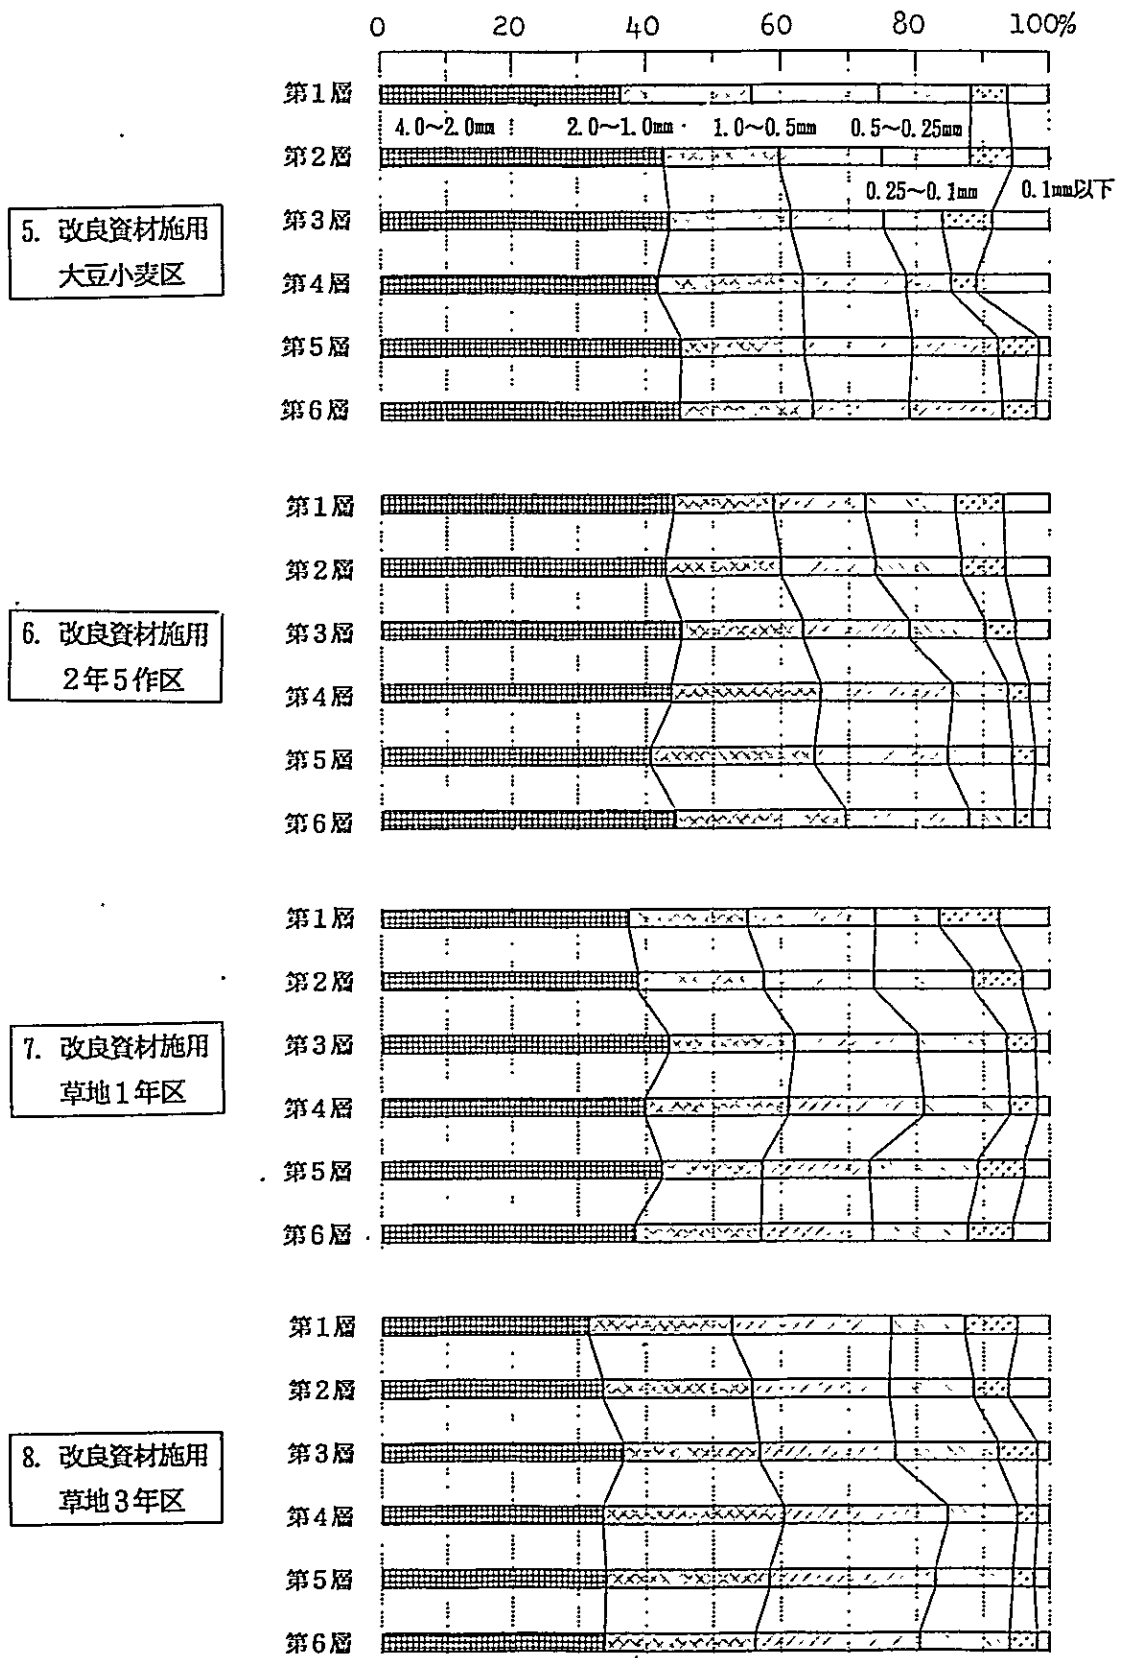 0 20 40 60 80 100%
第1層
4.0～2.0㎜ 2.0～1.0㎜ 1.0～0.5㎜ 0.5～0.25㎜
第2層
0.25～0.1㎜ 0.1㎜以下
第3層
5. 改良資材施用
大豆小麦区
第4層
第5層
第6層
第1層
第2層
6. 改良資材施用
2年5作区
第3層
第4層
第5層
第6層
第1層
第2層
7. 改良資材施用
草地1年区
第3層
第4層
第5層
第6層
第1層
第2層
8. 改良資材施用
草地3年区
第3層
第4層
第5層
第6層